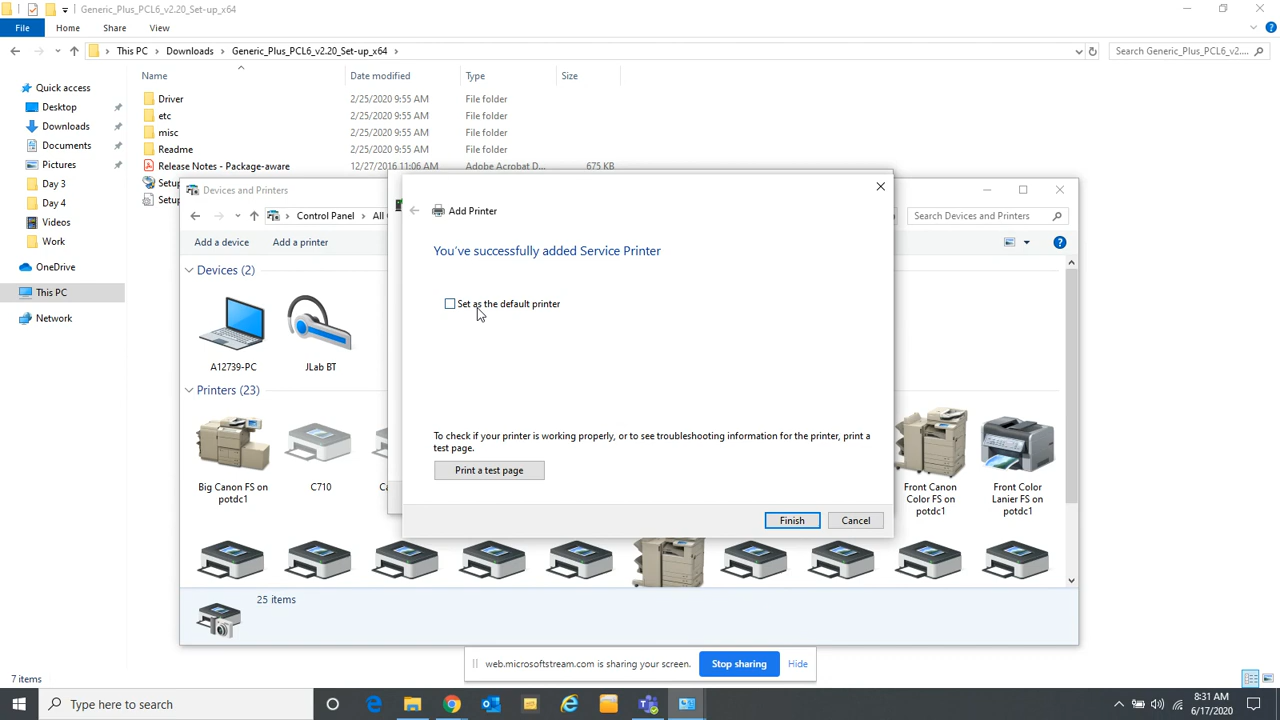 Generic_Plus_PCL6_v2.20_Set-up_x64
File Home Share View
This PC Downloads Generic_Plus_PCL6_v2.20_Set-up_x64 Search Generic_Plus_PCL6_v2....
Name Date modified Type Size
Quick access
Desktop
Downloads
Documents
Pictures
Day 3
Day 4
Videos
Work
OneDrive
This PC
Network
Driver 2/25/2020 9:55 AM File folder
etc 2/25/2020 9:55 AM File folder
misc 2/25/2020 9:55 AM File folder
Readme 2/25/2020 9:55 AM File folder
Release Notes - Package-aware 12/27/2016 11:06 AM Adobe Acrobat D... 675 KB
Setup
Setup
Devices and Printers
Control Panel All C Search Devices and Printers
Add a device Add a printer
Devices (2)
A12739-PC JLab BT
Printers (23)
Big Canon FS on
potdc1
C710
Ca
Front Canon
Color FS on
potdc1
Front Color
Lanier FS on
potdc1
25 items
Add Printer
You've successfully added Service Printer
Set as the default printer
To check if your printer is working properly, or to see troubleshooting information for the printer, print a
test page.
Print a test page
Finish Cancel
web.microsoftstream.com is sharing your screen. Stop sharing Hide
7 items
Type here to search
8:31 AM
6/17/2020